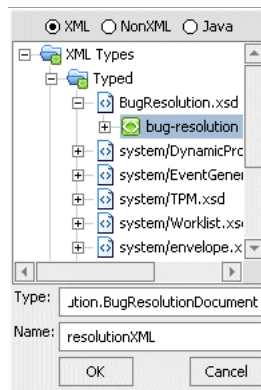 XML NonXML Java
XML Types
Typed
BugResolution.xsd
bug-resolution
system/DynamicPrc
system/EventGener
system/TPM.xsd
system/Worklist.xs
system/envelope.x
Type: ution.BugResolutionDocument
Name: resolutionXML
OK Cancel